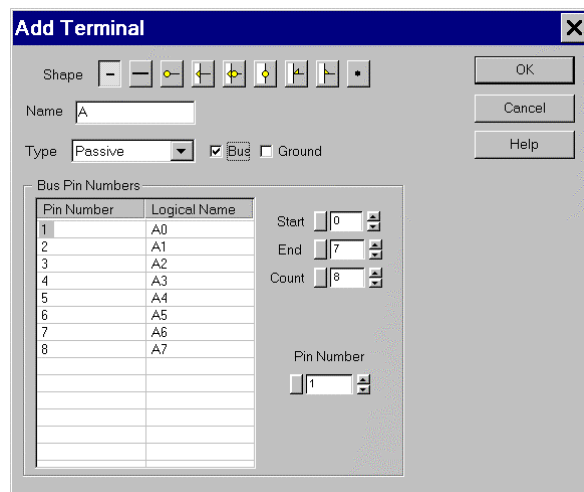 Add Terminal
Shape
OK
Name A
Cancel
Type Passive Bus Ground
Help
Bus Pin Numbers
Pin Number Logical Name
1 A0
2 A1
3 A2
4 A3
5 A4
6 A5
7 A6
8 A7
Start 0
End 7
Count 8
Pin Number
1